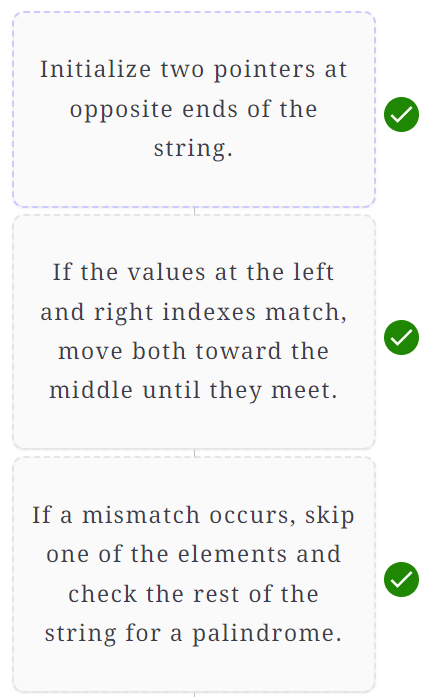 Initialize two pointers at
opposite ends of the
string.
If the values at the left
and right indexes match,
move both toward the
middle until they meet.
If a mismatch occurs, skip
one of the elements and
check the rest of the
string for a palindrome.